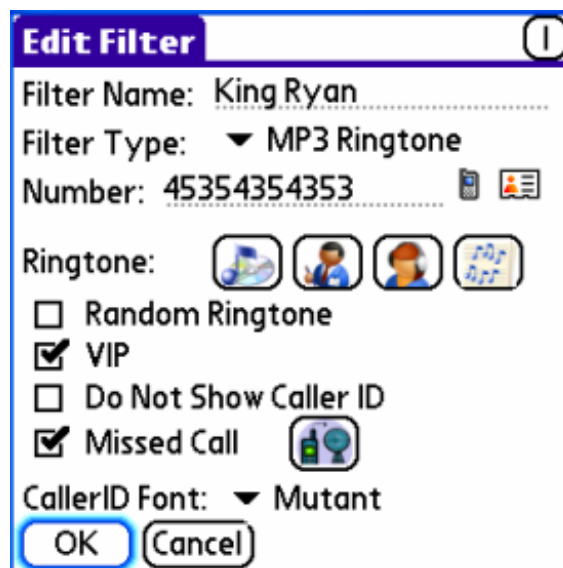 Edit Filter
Filter Name: King Ryan
Filter Type: MP3 Ringtone
Number: 45354354353
Ringtone:
Random Ringtone
VIP
Do Not Show Caller ID
Missed Call
CallerID Font: Mutant
OK Cancel